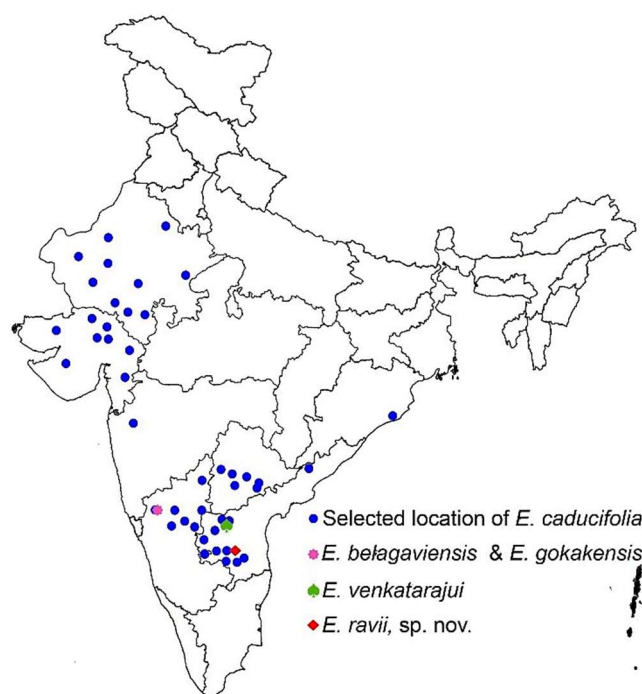 Selected location of E. caducifolia
E. belagaviensis & E. gokakensis
E. venkatarajui
E. ravii, sp. nov.